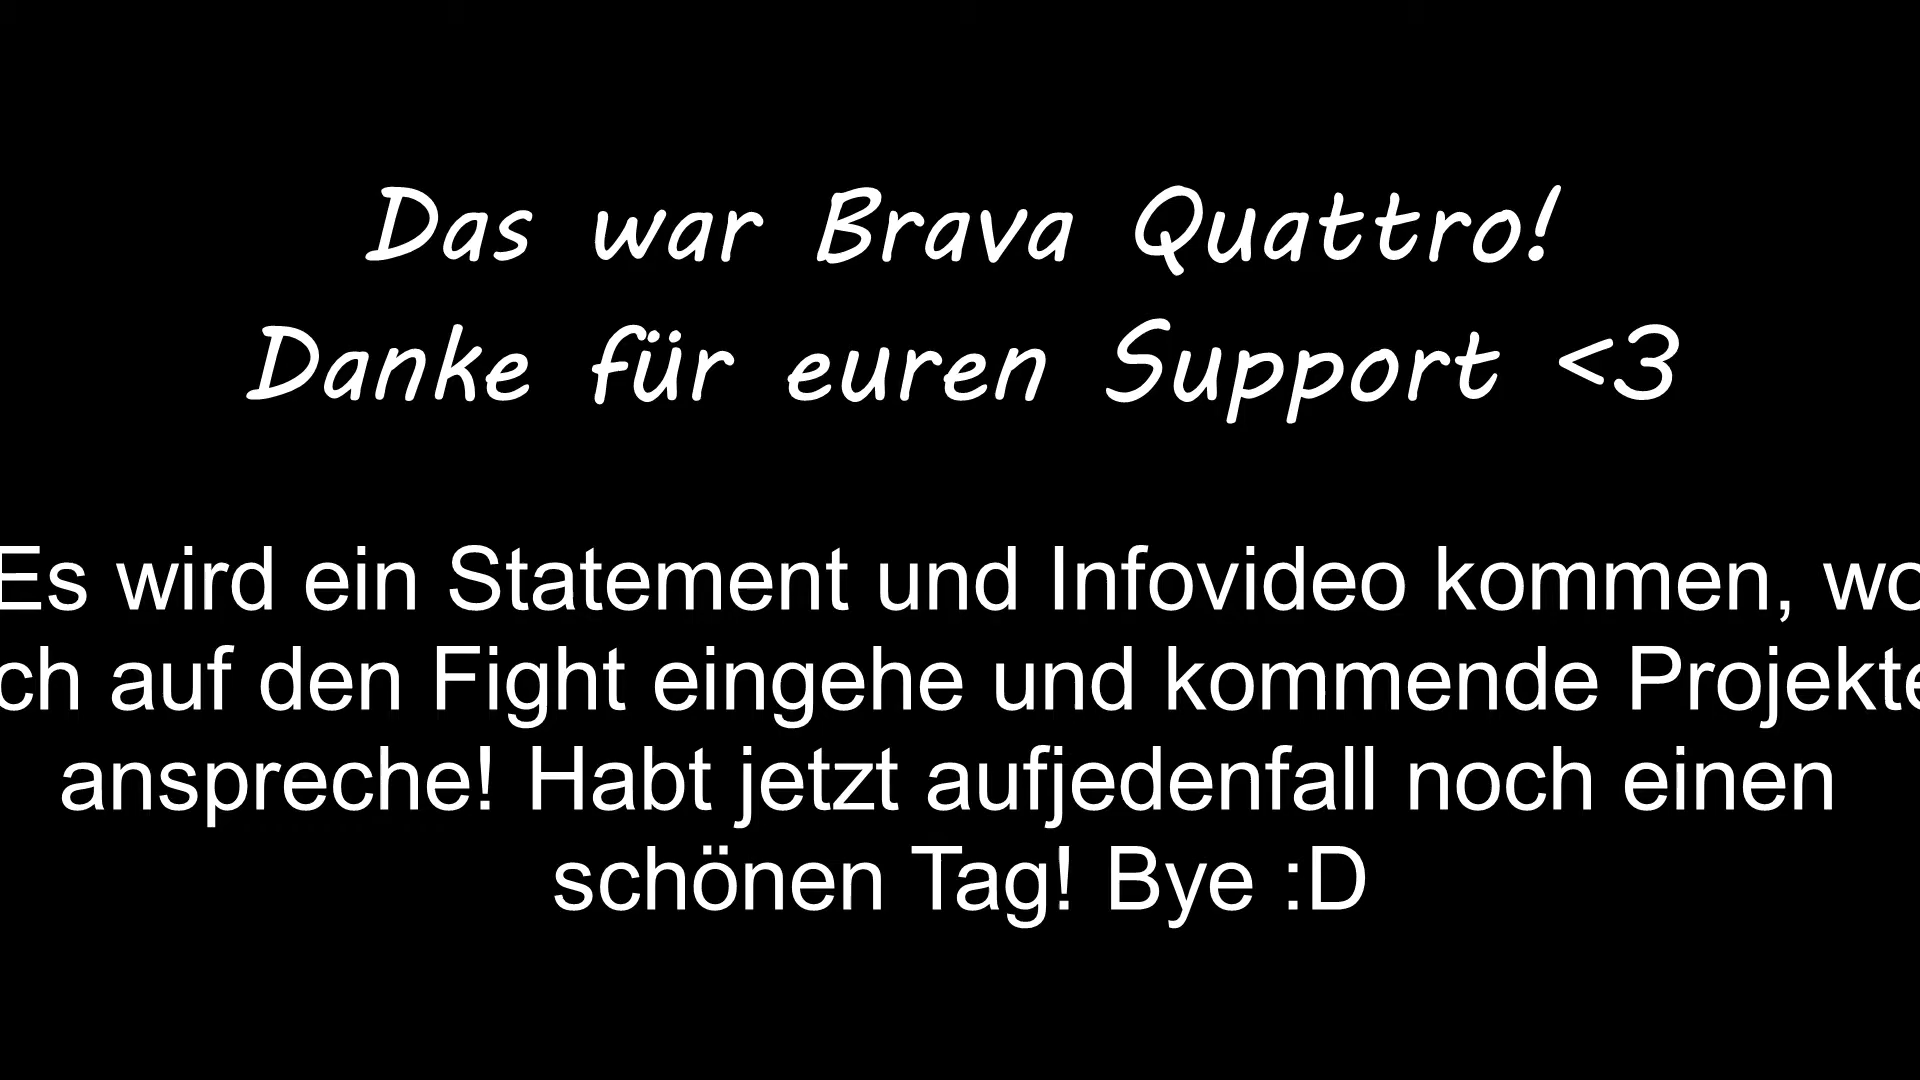 Das war Brava Quattro!
Danke für euren Support <3
Es wird ein Statement und Infovideo kommen, wo
ch auf den Fight eingehe und kommende Projekte
anspreche! Habt jetzt aufjedenfall noch einen
schönen Tag! Bye :D